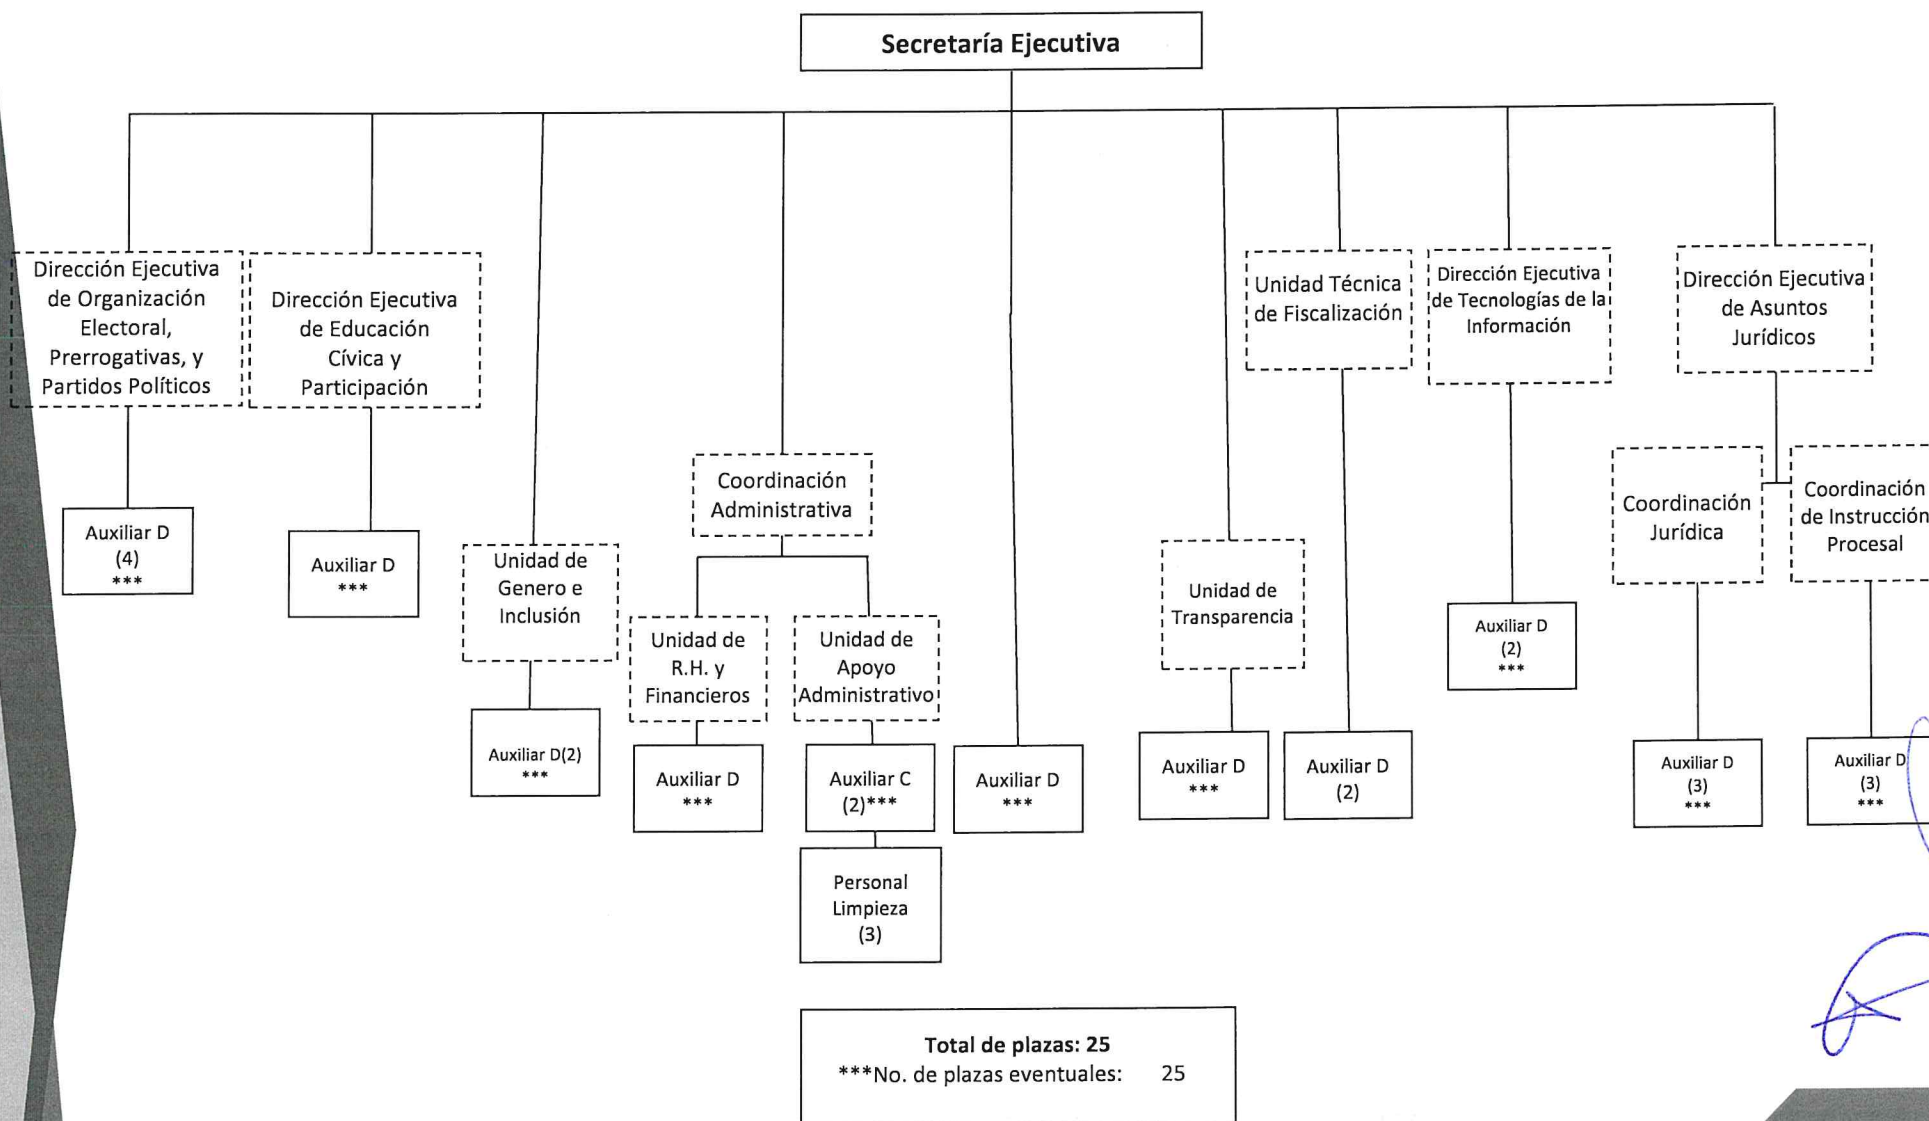 Secretaría Ejecutiva
Dirección Ejecutiva
de Organización
Electoral,
Prerrogativas, y
Partidos Políticos
Dirección Ejecutiva
de Educación
Cívica y
Participación
Unidad Técnica
de Fiscalización
Dirección Ejecutiva
de Tecnologías de la
Información
Dirección Ejecutiva
de Asuntos
Jurídicos
Coordinación
Administrativa
Coordinación
Jurídica
Coordinación
de Instrucción
Procesal
Auxiliar D
(4)
***
Auxiliar D
***
Unidad de
Genero e
Inclusión
Unidad de
R.H. y
Financieros
Unidad de
Apoyo
Administrativo
Unidad de
Transparencia
Auxiliar D
(2)
***
Auxiliar D(2)
***
Auxiliar D
***
Auxiliar C
(2)***
Auxiliar D
***
Auxiliar D
***
Auxiliar D
(2)
Auxiliar D
(3)
***
Auxiliar D
(3)
***
Personal
Limpieza
(3)
Total de plazas: 25
***No. de plazas eventuales: 25